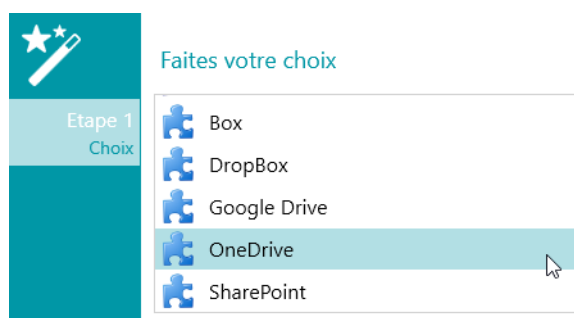 Faites votre choix
Etape 1
Choix
Box
DropBox
Google Drive
OneDrive
SharePoint